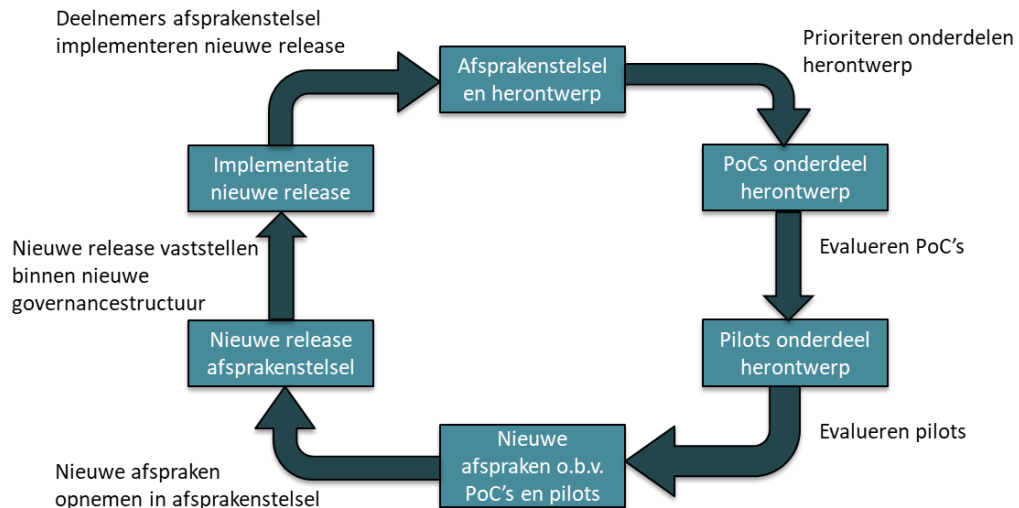 Deelnemers afsprakenstelsel
implementeren nieuwe release
Afsprakenstelsel
en herontwerp
Prioriteren onderdelen
herontwerp
PoCs onderdeel
herontwerp
Evalueren PoC’s
Pilots onderdeel
herontwerp
Evalueren pilots
Nieuwe
afspraken o.b.v.
PoC’s en pilots
Nieuwe afspraken
opnemen in afsprakenstelsel
Nieuwe release
afsprakenstelsel
Nieuwe release vaststellen
binnen nieuwe
governancestructuur
Implementatie
nieuwe release